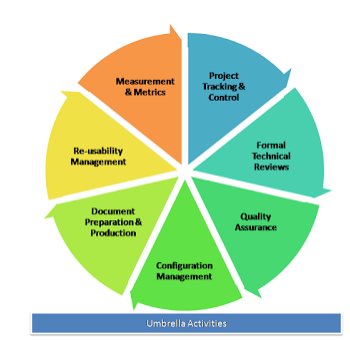 Project
Tracking &
Control
Formal
Technical
Reviews
Quality
Assurance
Configuration
Management
Document
Preparation &
Production
Re-usability
Management
Measurement
& Metrics
Umbrella Activities